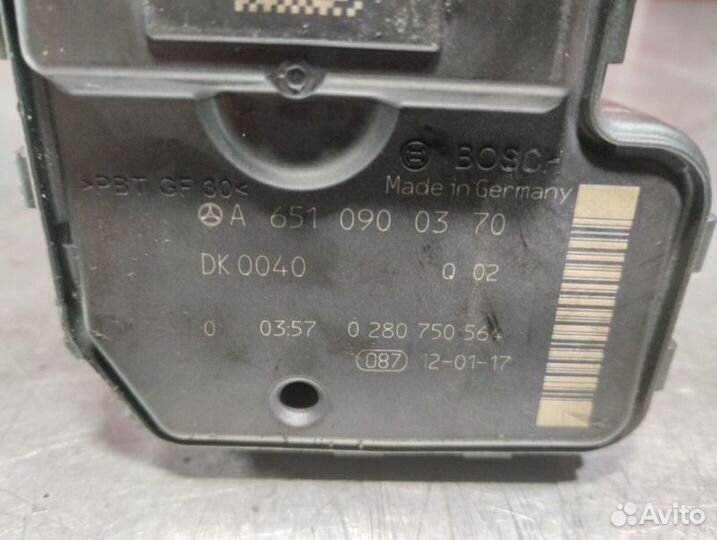 BOSCH
>PBT GF 30<
Made in Germany
A 651 090 03 70
DK 0040 Q 02
0 03:57 0 280 750 564
087 12-01-17
Avito